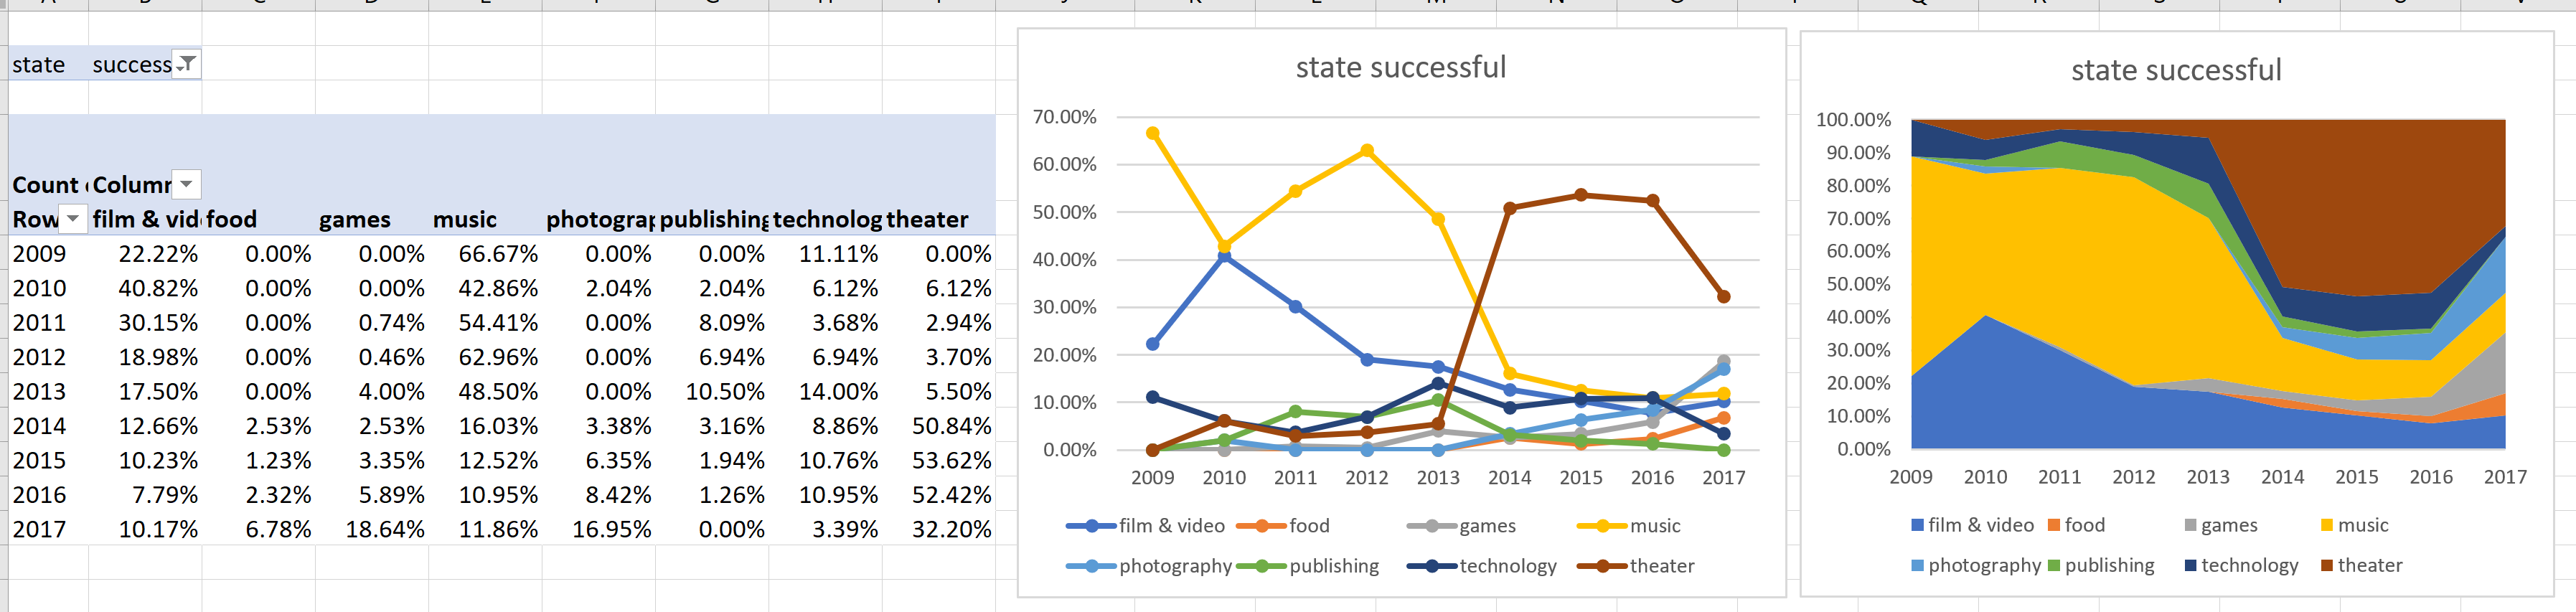 state success
Count Column
Row film & vid food games music photograp publishing technolog theater
2009 22.22% 0.00% 0.00% 66.67% 0.00% 0.00% 11.11% 0.00%
2010 40.82% 0.00% 0.00% 42.86% 2.04% 2.04% 6.12% 6.12%
2011 30.15% 0.00% 0.74% 54.41% 0.00% 8.09% 3.68% 2.94%
2012 18.98% 0.00% 0.46% 62.96% 0.00% 6.94% 6.94% 3.70%
2013 17.50% 0.00% 4.00% 48.50% 0.00% 10.50% 14.00% 5.50%
2014 12.66% 2.53% 2.53% 16.03% 3.38% 3.16% 8.86% 50.84%
2015 10.23% 1.23% 3.35% 12.52% 6.35% 1.94% 10.76% 53.62%
2016 7.79% 2.32% 5.89% 10.95% 8.42% 1.26% 10.95% 52.42%
2017 10.17% 6.78% 18.64% 11.86% 16.95% 0.00% 3.39% 32.20%
state successful
70.00%
60.00%
50.00%
40.00%
30.00%
20.00%
10.00%
0.00%
2009 2010 2011 2012 2013 2014 2015 2016 2017
film & video food games music
photography publishing technology theater
state successful
100.00%
90.00%
80.00%
70.00%
60.00%
50.00%
40.00%
30.00%
20.00%
10.00%
0.00%
2009 2010 2011 2012 2013 2014 2015 2016 2017
film & video food games music
photography publishing technology theater